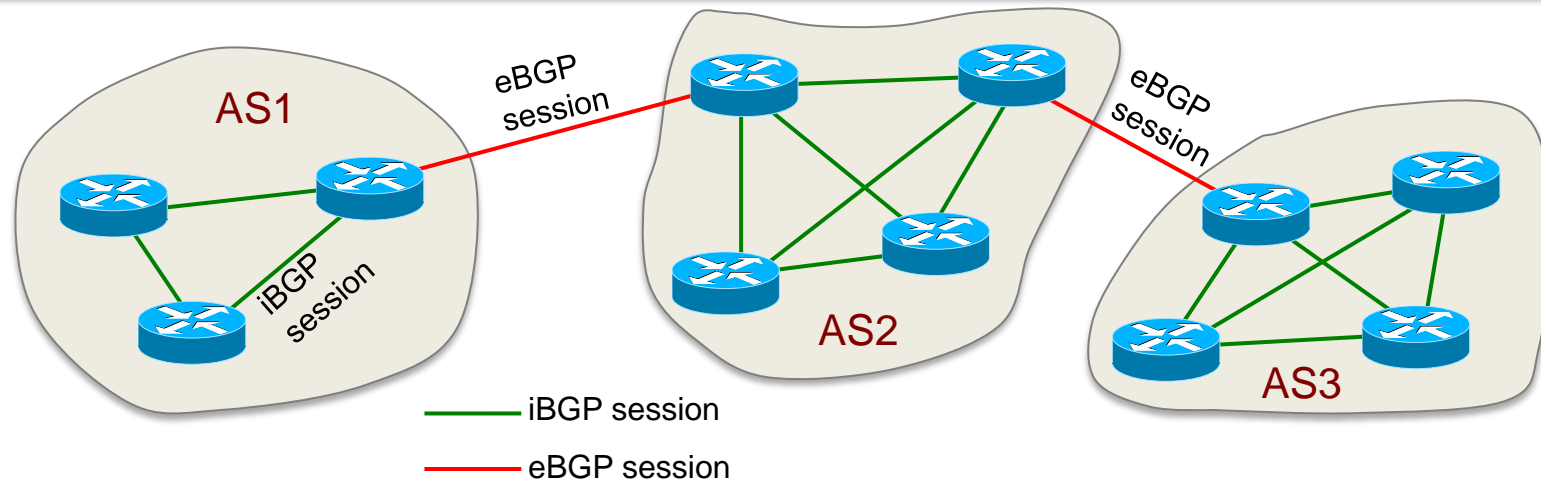 AS1
eBGP
session
iBGP
session
AS2
eBGP
session
AS3
iBGP session
eBGP session